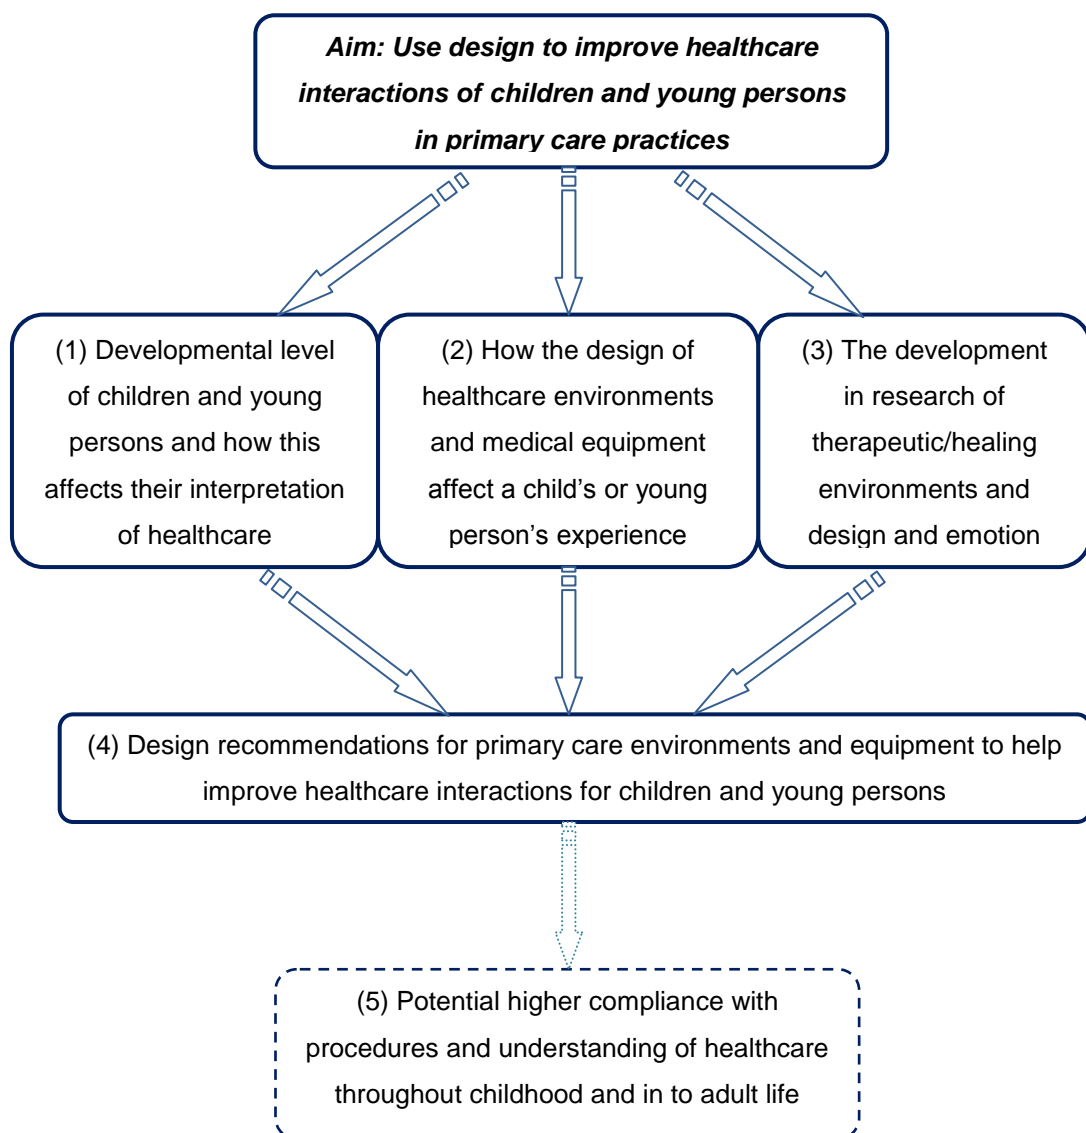 Aim: Use design to improve healthcare
interactions of children and young persons
in primary care practices
(1) Developmental level
of children and young
persons and how this
affects their interpretation
of healthcare
(2) How the design of
healthcare environments
and medical equipment
affect a child’s or young
person’s experience
(3) The development
in research of
therapeutic/healing
environments and
design and emotion
(4) Design recommendations for primary care environments and equipment to help
improve healthcare interactions for children and young persons
(5) Potential higher compliance with
procedures and understanding of healthcare
throughout childhood and in to adult life